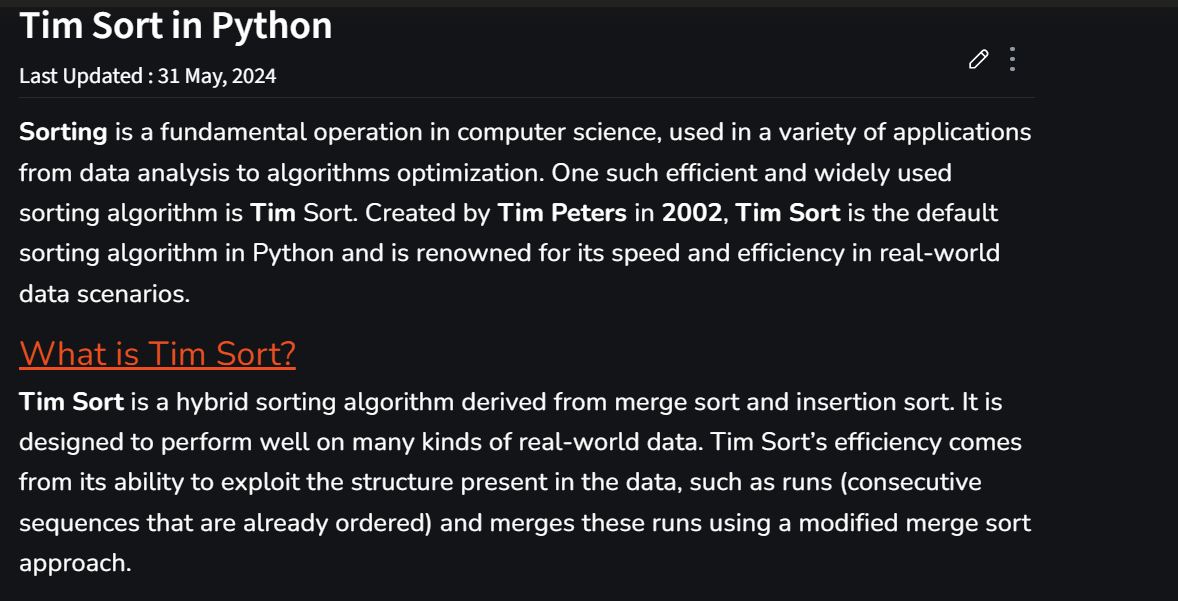 Tim Sort in Python
Last Updated : 31 May, 2024
Sorting is a fundamental operation in computer science, used in a variety of applications
from data analysis to algorithms optimization. One such efficient and widely used
sorting algorithm is Tim Sort. Created by Tim Peters in 2002, Tim Sort is the default
sorting algorithm in Python and is renowned for its speed and efficiency in real-world
data scenarios.
What is Tim Sort?
Tim Sort is a hybrid sorting algorithm derived from merge sort and insertion sort. It is
designed to perform well on many kinds of real-world data. Tim Sort’s efficiency comes
from its ability to exploit the structure present in the data, such as runs (consecutive
sequences that are already ordered) and merges these runs using a modified merge sort
approach.